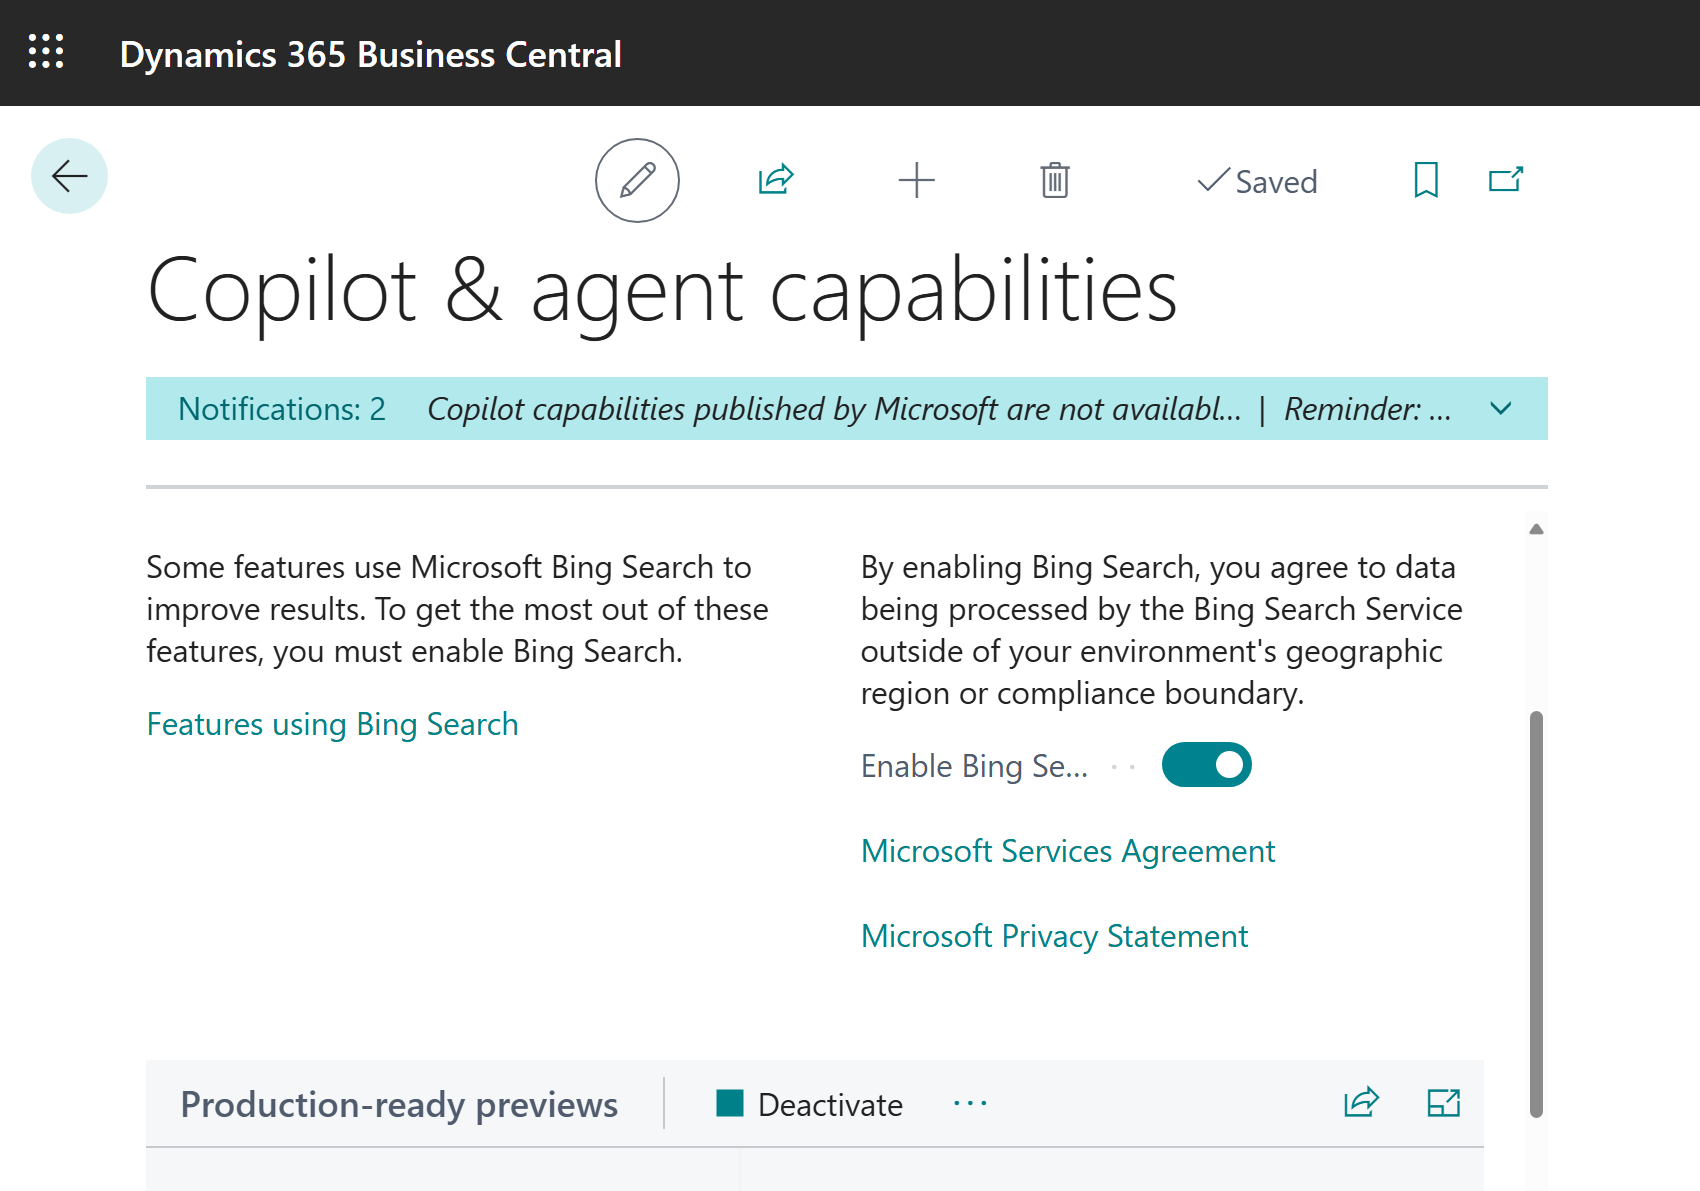 Dynamics 365 Business Central
Saved
Copilot & agent capabilities
Notifications: 2 Copilot capabilities published by Microsoft are not availabl... | Reminder: ...
Some features use Microsoft Bing Search to
improve results. To get the most out of these
features, you must enable Bing Search.
Features using Bing Search
By enabling Bing Search, you agree to data
being processed by the Bing Search Service
outside of your environment's geographic
region or compliance boundary.
Enable Bing Se...
Microsoft Services Agreement
Microsoft Privacy Statement
Production-ready previews
Deactivate